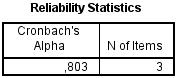 Reliability Statistics
Cronbach's
Alpha N of Items
,803 3